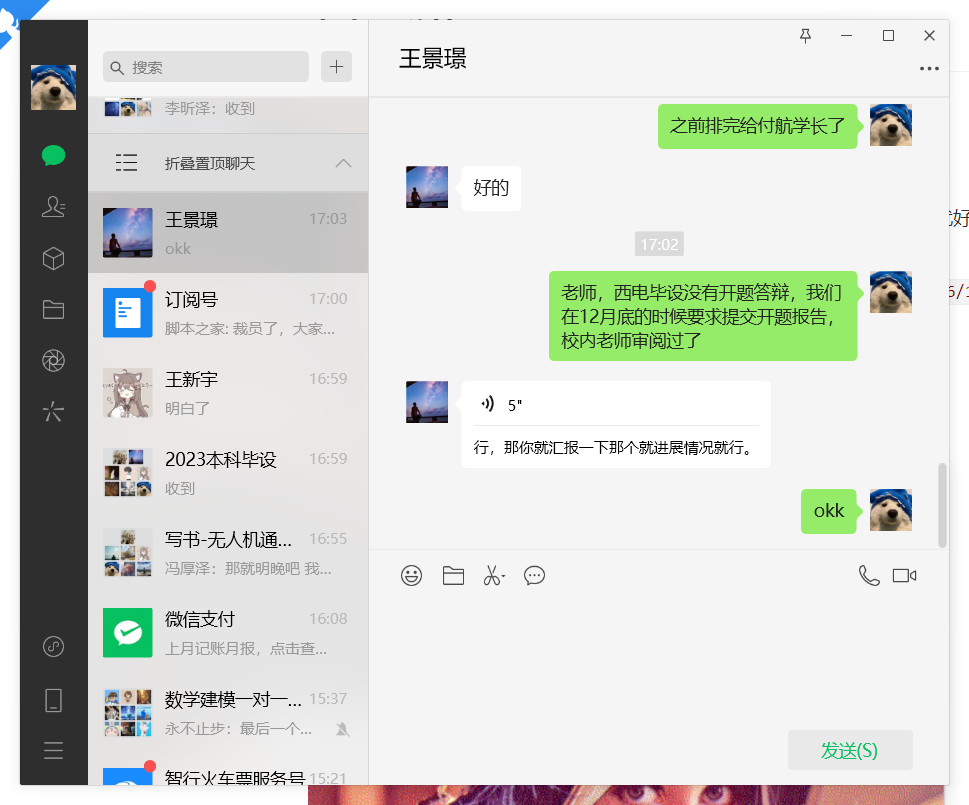 搜索
李昕泽：收到
折叠置顶聊天
王景璟 17:03
okk
订阅号 17:00
脚本之家: 裁员了，大家...
王新宇 16:59
明白了
2023本科毕设 16:59
收到
写书-无人机通... 16:55
冯厚泽：那就明晚吧 我...
微信支付 16:08
上月记账月报，点击查...
数学建模一对一... 15:37
永不止步：最后一个...
智行火车票服务号 15:21
王景璟
之前排完给付航学长了
好的
17:02
老师，西电毕设没有开题答辩，我们
在12月底的时候要求提交开题报告，
校内老师审阅过了
5"
行，那你就汇报一下那个就进展情况就行。
okk
发送(S)